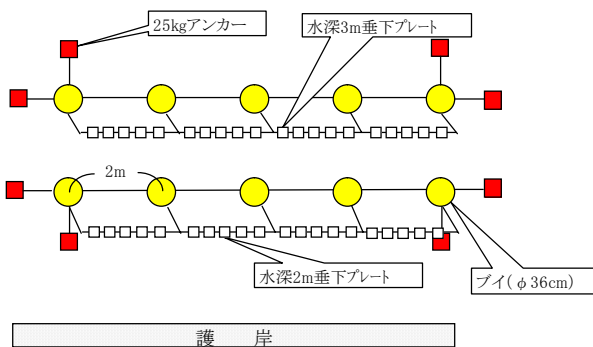 25kgアンカー
水深3m垂下プレート
2m
水深2m垂下プレート
ブイ(φ36cm)
護　岸